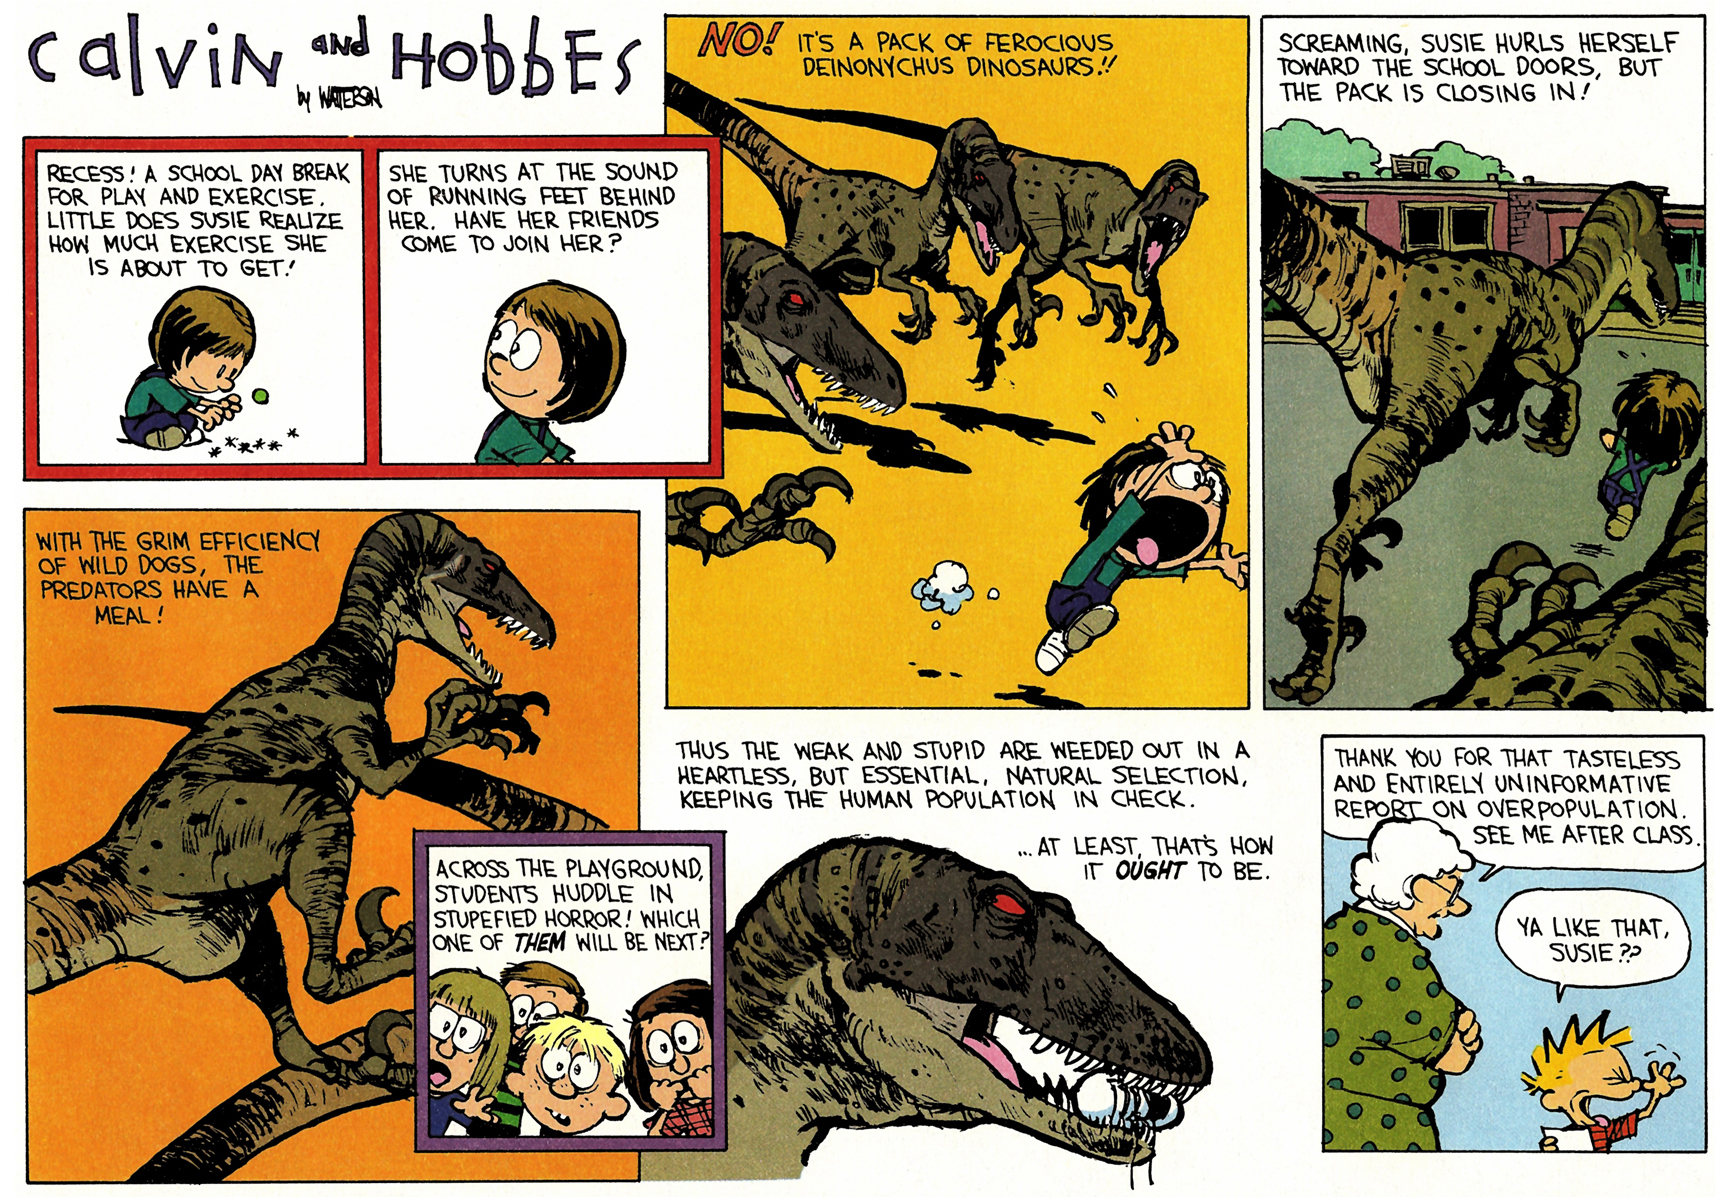 CALVIN AND HOBBES
by WATTERSON
RECESS! A SCHOOL DAY BREAK
FOR PLAY AND EXERCISE.
LITTLE DOES SUSIE REALIZE
HOW MUCH EXERCISE SHE
IS ABOUT TO GET!
SHE TURNS AT THE SOUND
OF RUNNING FEET BEHIND
HER. HAVE HER FRIENDS
COME TO JOIN HER?
NO! IT'S A PACK OF FEROCIOUS
DEINONYCHUS DINOSAURS!!
SCREAMING, SUSIE HURLS HERSELF
TOWARD THE SCHOOL DOORS, BUT
THE PACK IS CLOSING IN!
WITH THE GRIM EFFICIENCY
OF WILD DOGS, THE
PREDATORS HAVE A
MEAL!
ACROSS THE PLAYGROUND,
STUDENTS HUDDLE IN
STUPEFIED HORROR! WHICH
ONE OF THEM WILL BE NEXT?
THUS THE WEAK AND STUPID ARE WEEDED OUT IN A
HEARTLESS, BUT ESSENTIAL, NATURAL SELECTION,
KEEPING THE HUMAN POPULATION IN CHECK.
...AT LEAST, THAT'S HOW
IT OUGHT TO BE.
THANK YOU FOR THAT TASTELESS
AND ENTIRELY UNINFORMATIVE
REPORT ON OVERPOPULATION.
SEE ME AFTER CLASS.
YA LIKE THAT,
SUSIE??